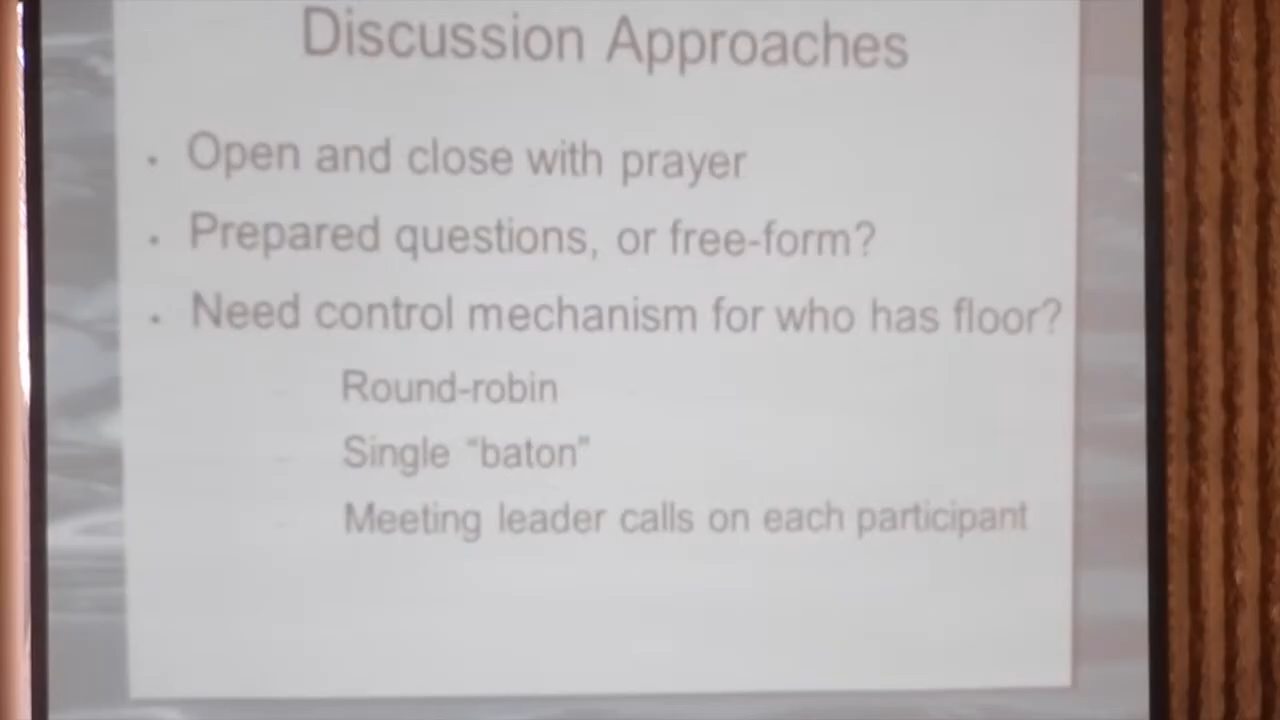 Discussion Approaches
• Open and close with prayer
• Prepared questions, or free-form?
• Need control mechanism for who has floor?
– Round-robin
– Single “baton”
– Meeting leader calls on each participant